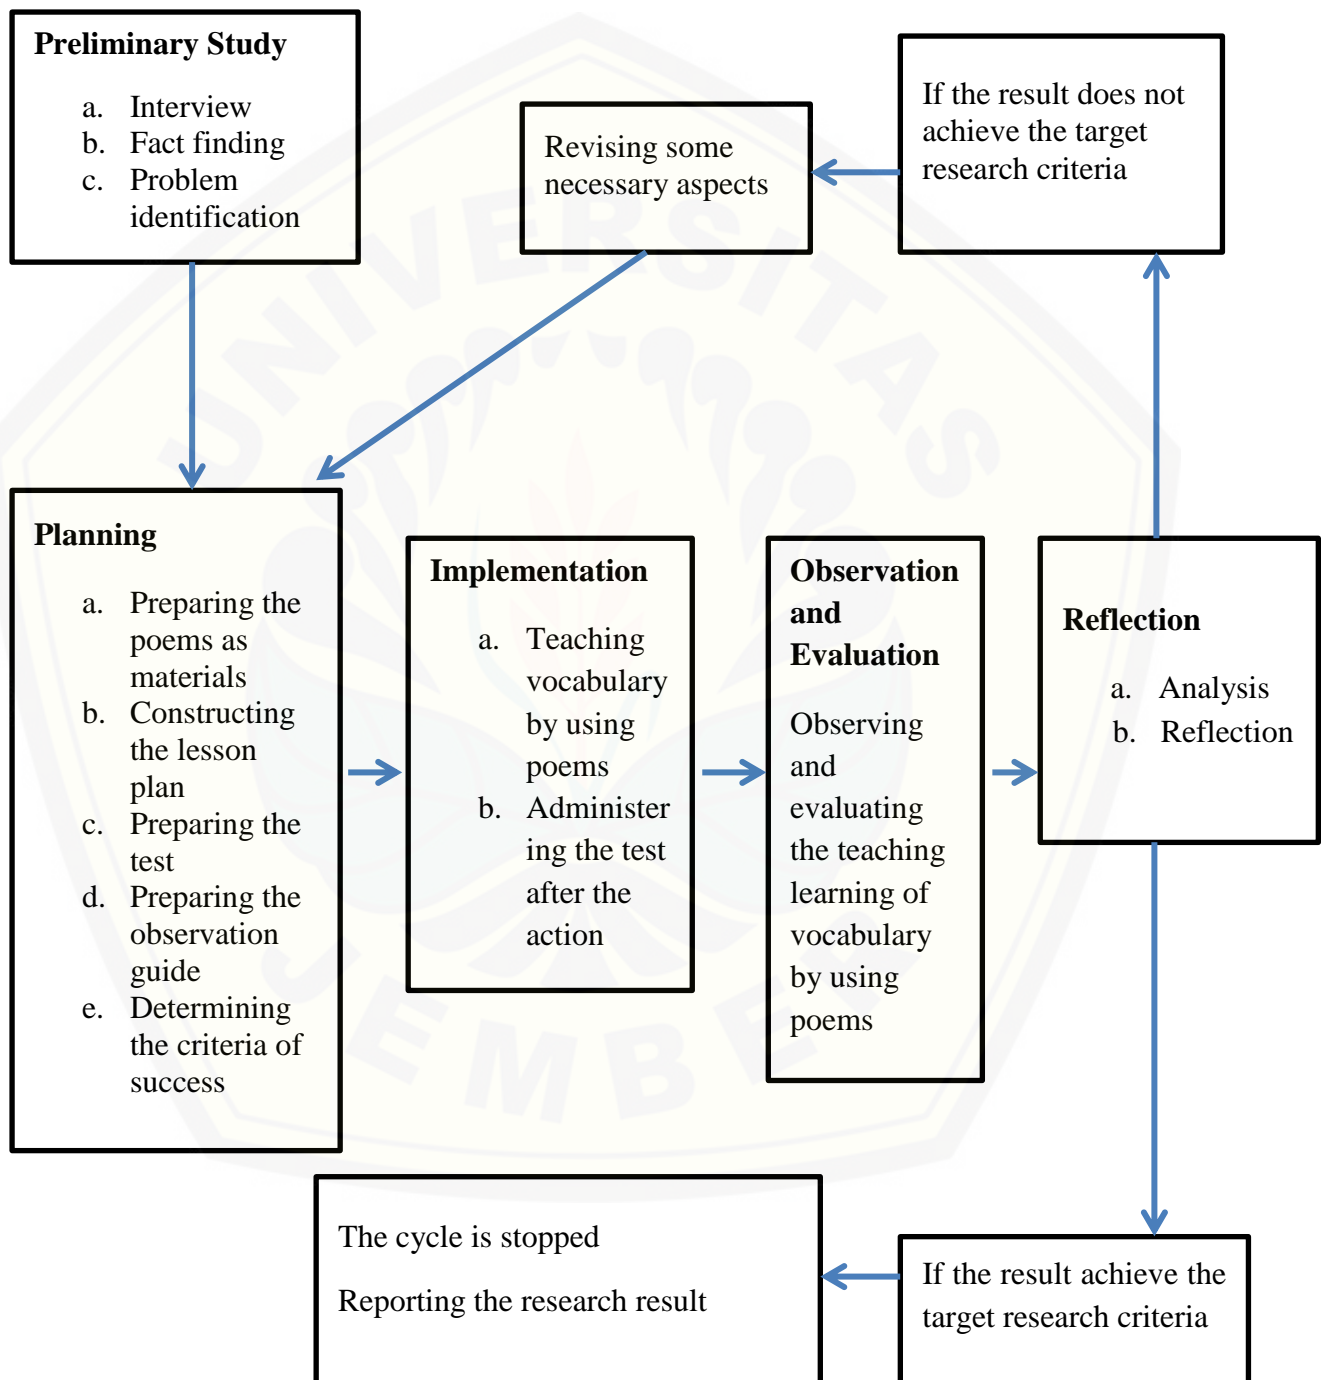 Preliminary Study
a. Interview
b. Fact finding
c. Problem
identification
Revising some
necessary aspects
If the result does not
achieve the target
research criteria
Planning
a. Preparing the
poems as
materials
b. Constructing
the lesson
plan
c. Preparing the
test
d. Preparing the
observation
guide
e. Determining
the criteria of
success
Implementation
a. Teaching
vocabulary
by using
poems
b. Administer
ing the test
after the
action
Observation
and
Evaluation
Observing
and
evaluating
the teaching
learning of
vocabulary
by using
poems
Reflection
a. Analysis
b. Reflection
The cycle is stopped
Reporting the research result
If the result achieve the
target research criteria
UNIVERSITAS
JEMBER